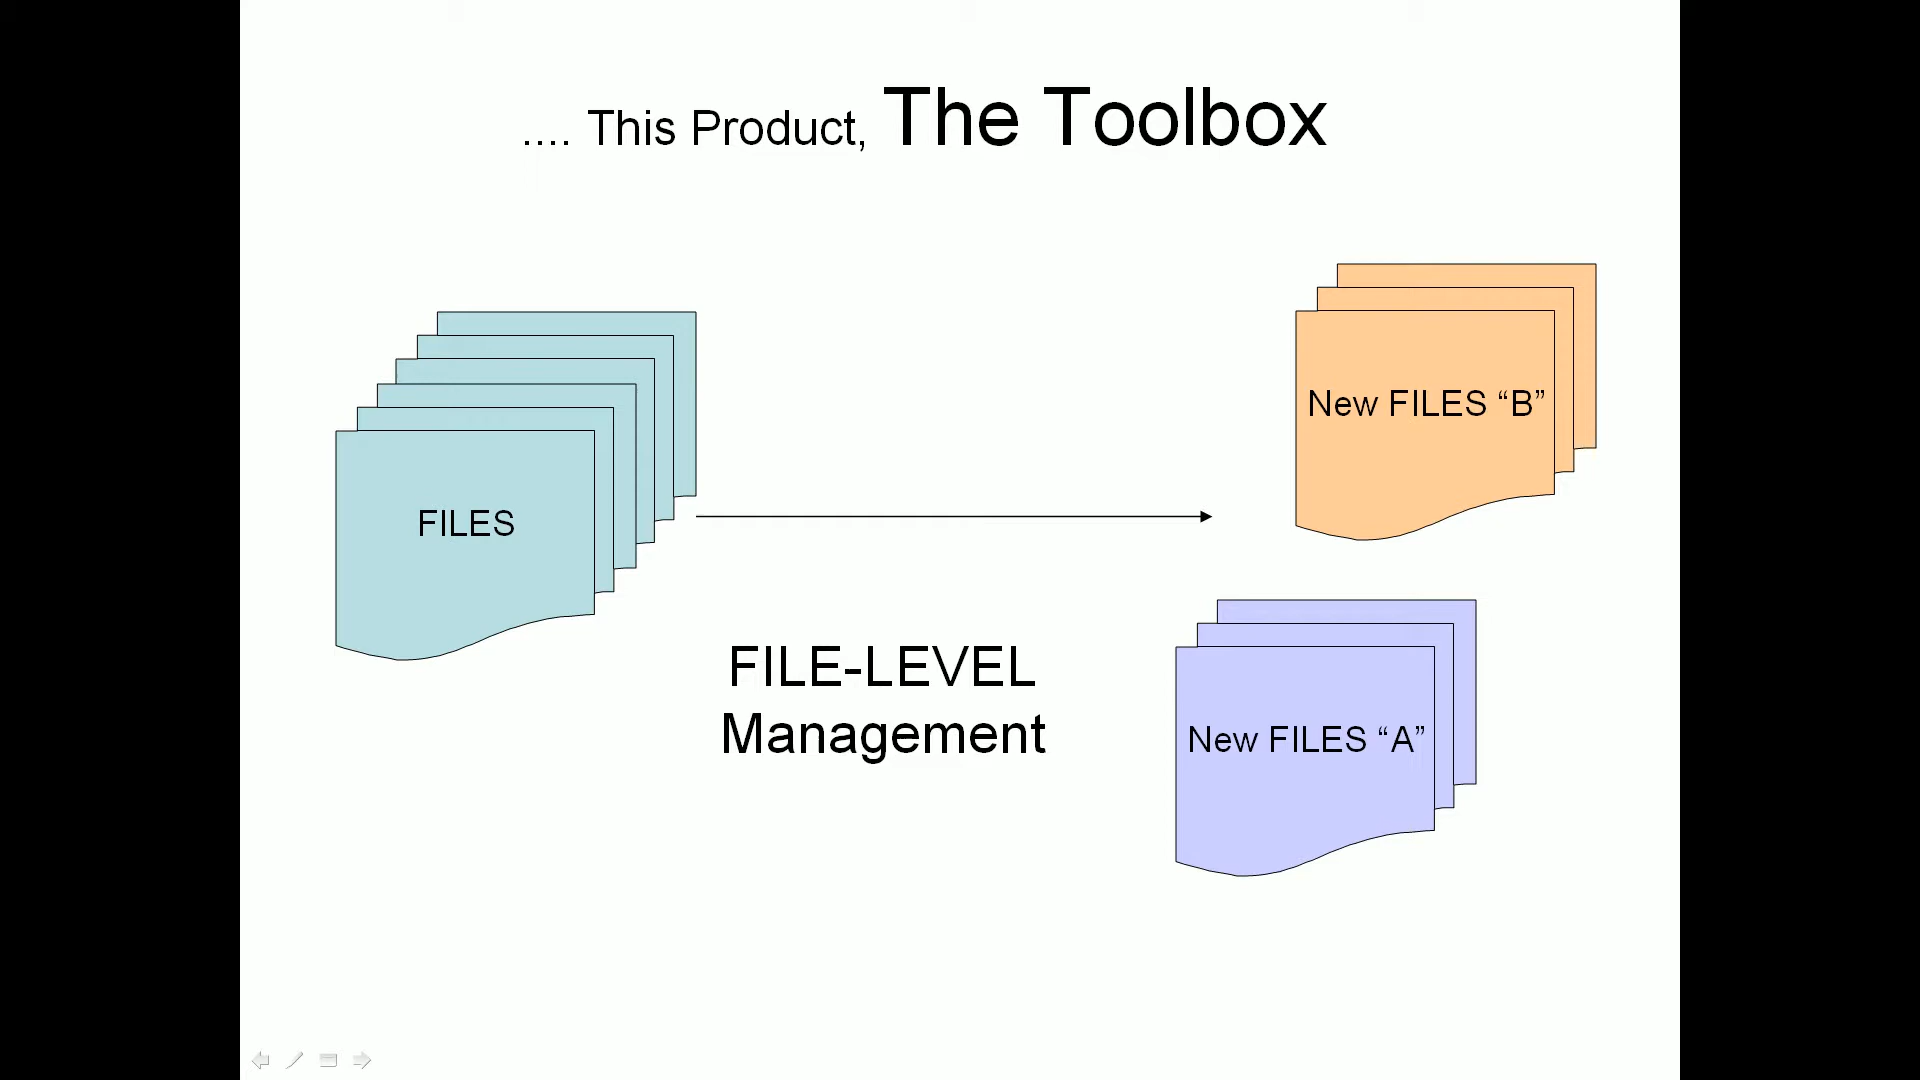 .... This Product, The Toolbox
New FILES “B”
FILES
FILE-LEVEL
Management
New FILES “A”